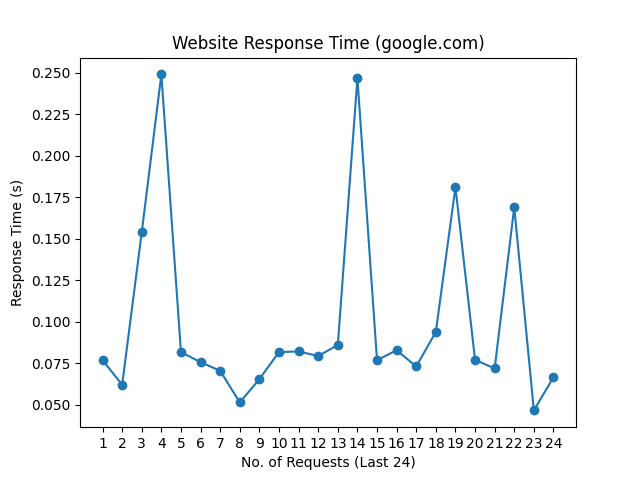 Website Response Time (google.com)
0.250
0.225
0.200
0.175
0.150
0.125
0.100
0.075
0.050
Response Time (s)
1 2 3 4 5 6 7 8 9 10 11 12 13 14 15 16 17 18 19 20 21 22 23 24
No. of Requests (Last 24)